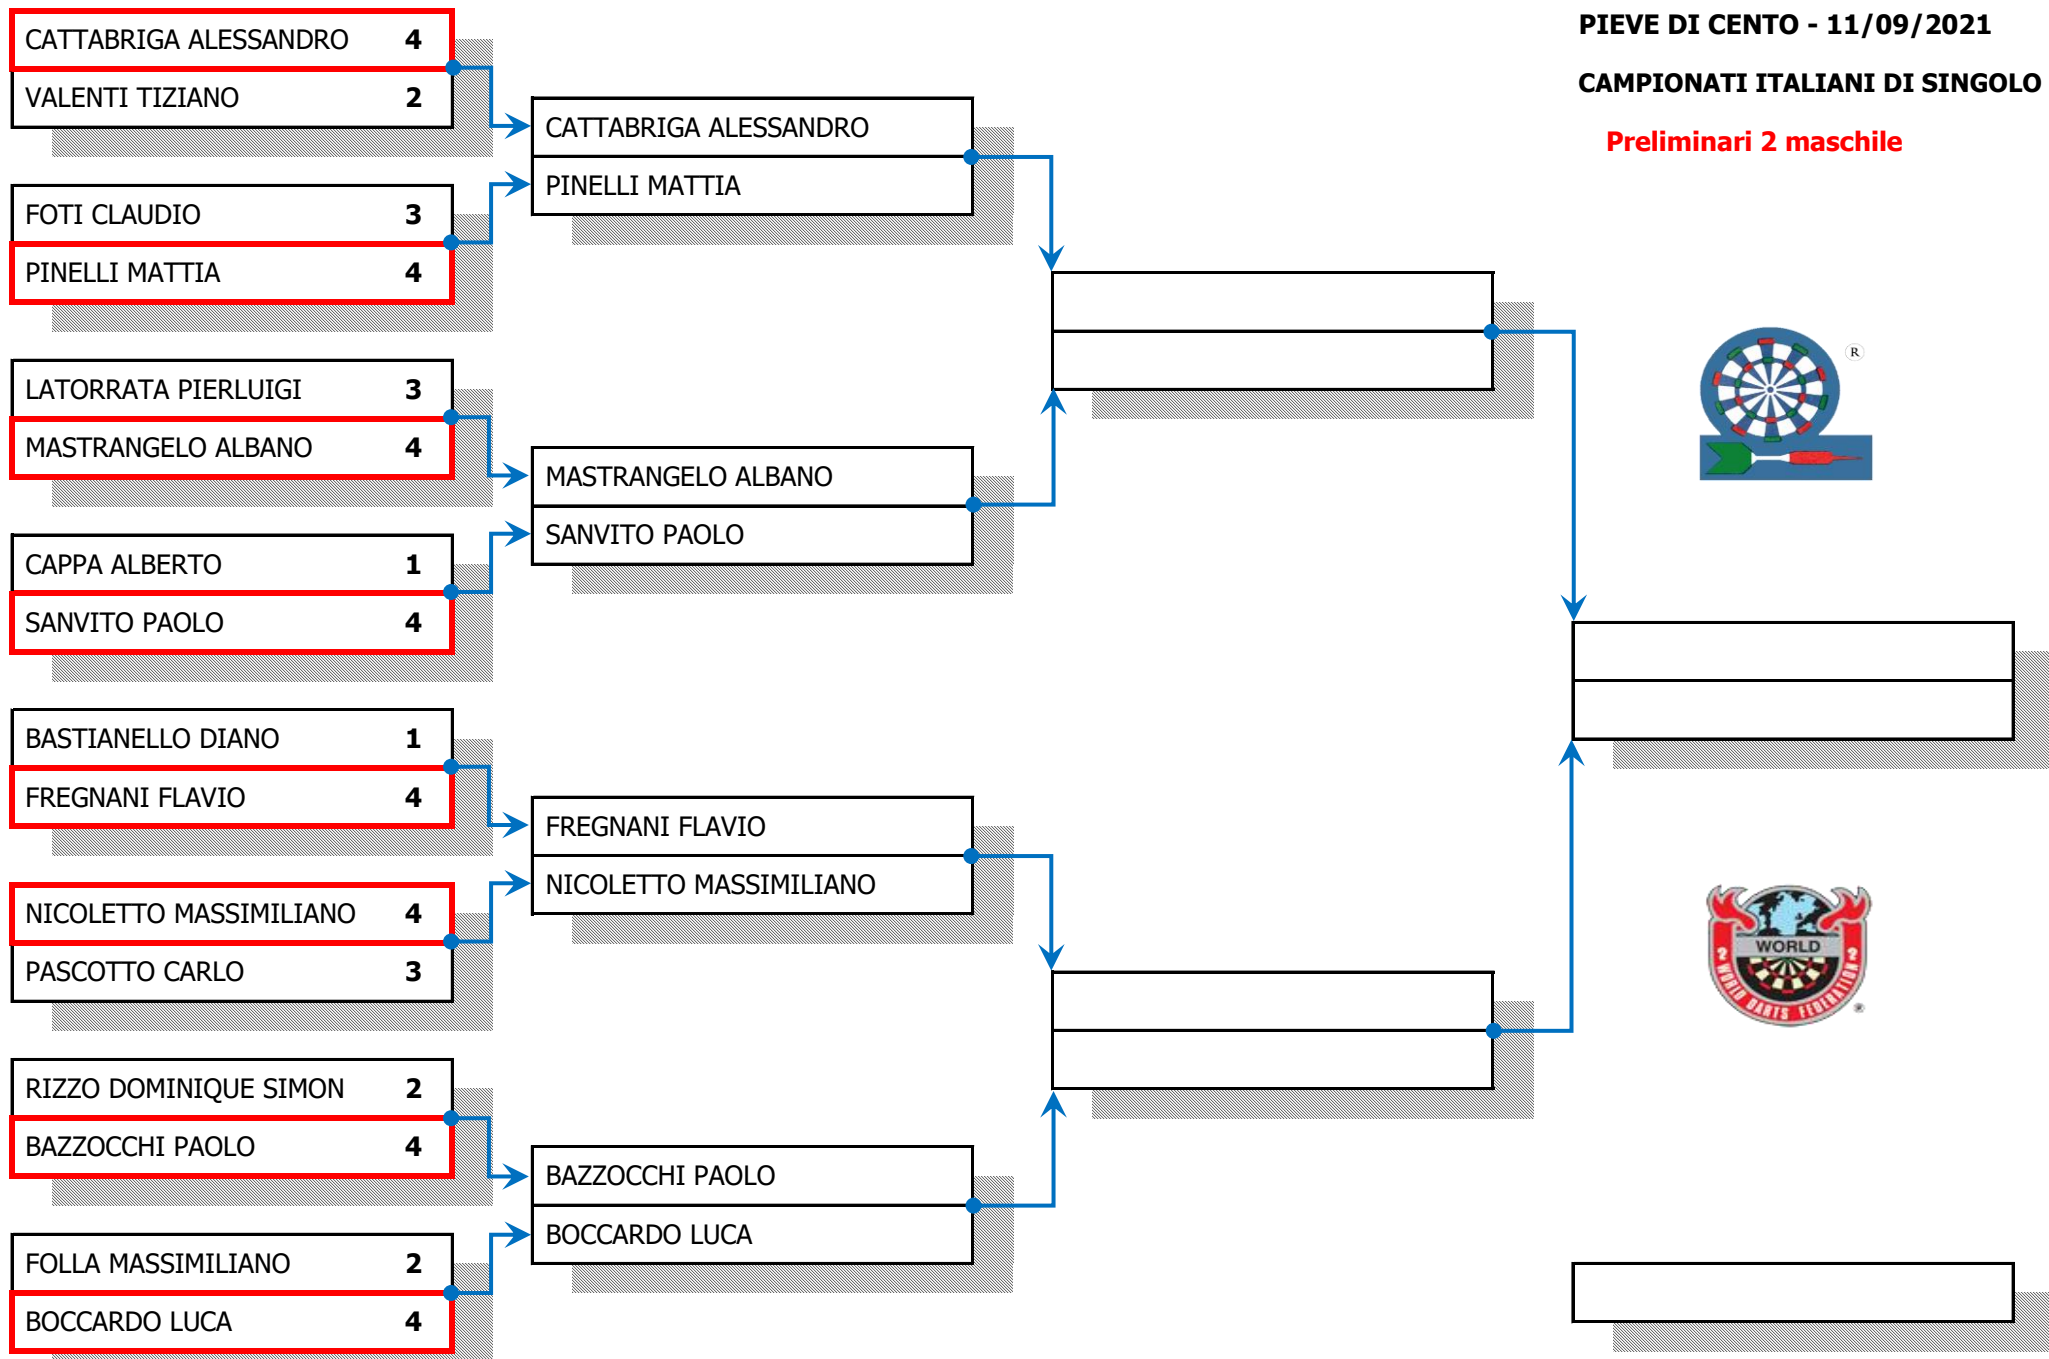 PIEVE DI CENTO - 11/09/2021
CAMPIONATI ITALIANI DI SINGOLO
Preliminari 2 maschile
CATTABRIGA ALESSANDRO 4
VALENTI TIZIANO 2
FOTI CLAUDIO 3
PINELLI MATTIA 4
LATORRATA PIERLUIGI 3
MASTRANGELO ALBANO 4
CAPPA ALBERTO 1
SANVITO PAOLO 4
BASTIANELLO DIANO 1
FREGNANI FLAVIO 4
NICOLETTO MASSIMILIANO 4
PASCOTTO CARLO 3
RIZZO DOMINIQUE SIMON 2
BAZZOCCHI PAOLO 4
FOLLA MASSIMILIANO 2
BOCCARDO LUCA 4
CATTABRIGA ALESSANDRO
PINELLI MATTIA
MASTRANGELO ALBANO
SANVITO PAOLO
FREGNANI FLAVIO
NICOLETTO MASSIMILIANO
BAZZOCCHI PAOLO
BOCCARDO LUCA
®
WORLD
WORLD DARTS FEDERATION
®